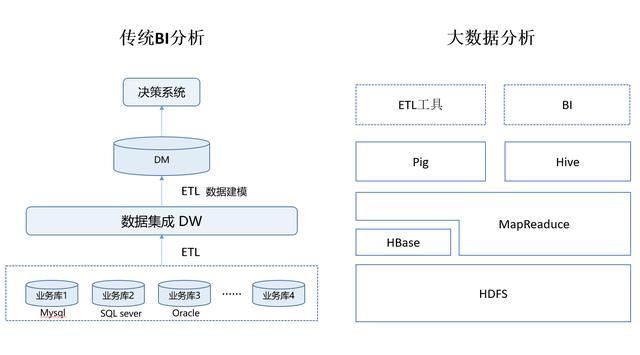 传统BI分析
决策系统
DM
ETL 数据建模
数据集成 DW
ETL
业务库1 业务库2 业务库3 ...... 业务库4
Mysql SQL sever Oracle
大数据分析
ETL工具 BI
Pig Hive
MapReaduce
HBase
HDFS